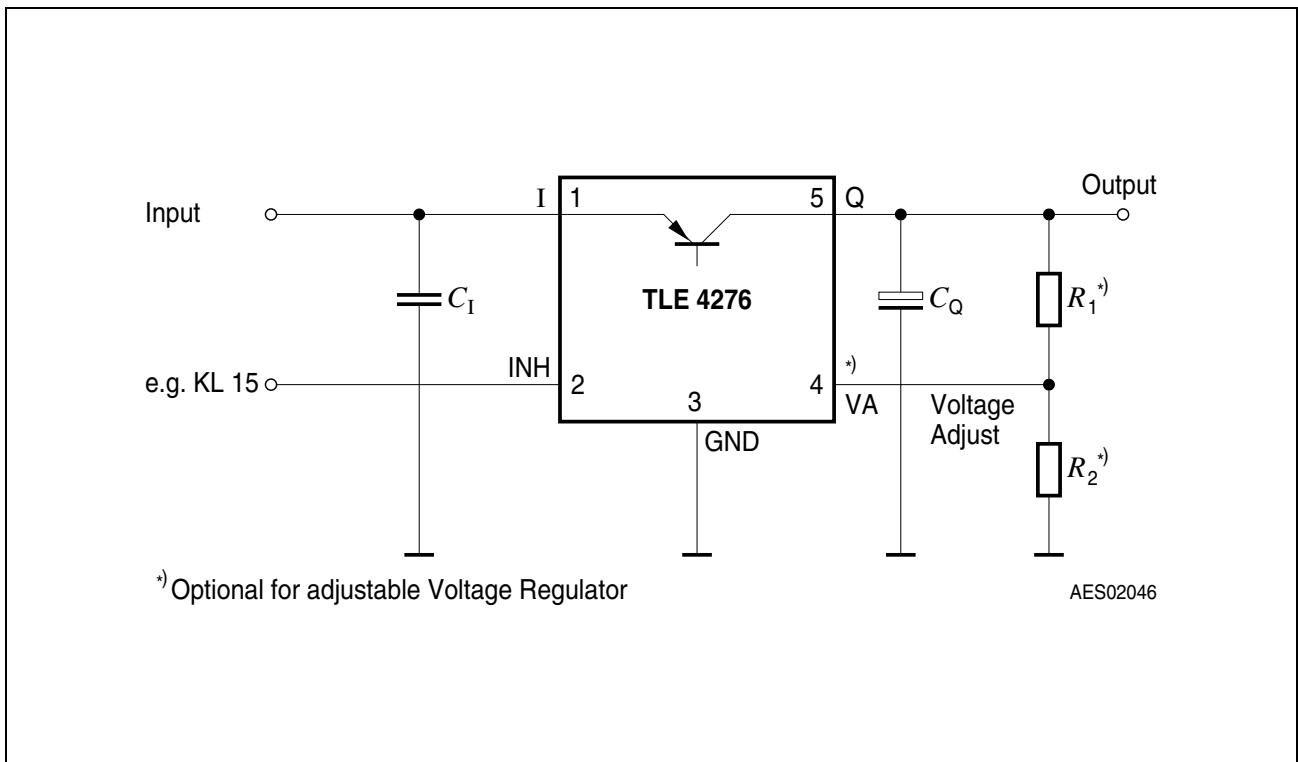 Input
I
1
5
Q
Output
C_I
TLE 4276
C_Q
R_1 *)
e.g. KL 15
INH
2
3
4
*)
VA
Voltage
Adjust
GND
R_2 *)
*) Optional for adjustable Voltage Regulator
AES02046